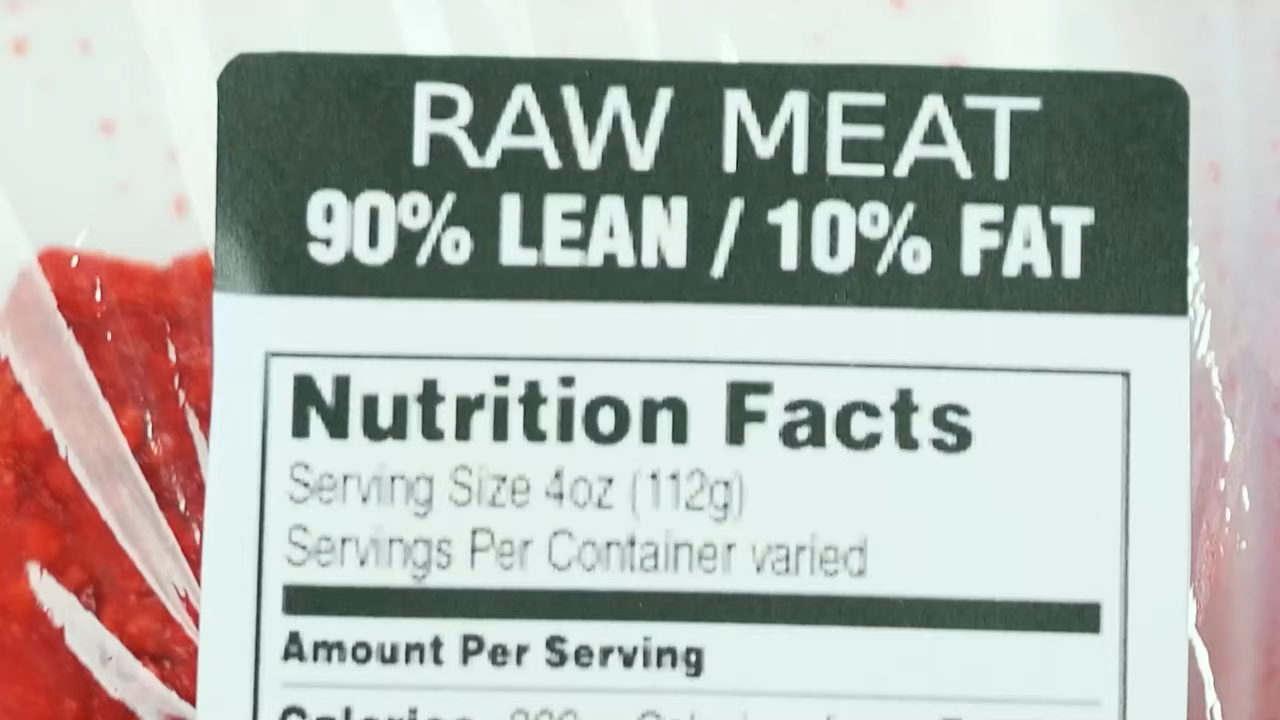 RAW MEAT
90% LEAN / 10% FAT
Nutrition Facts
Serving Size 4oz (112g)
Servings Per Container varied
Amount Per Serving
Calories